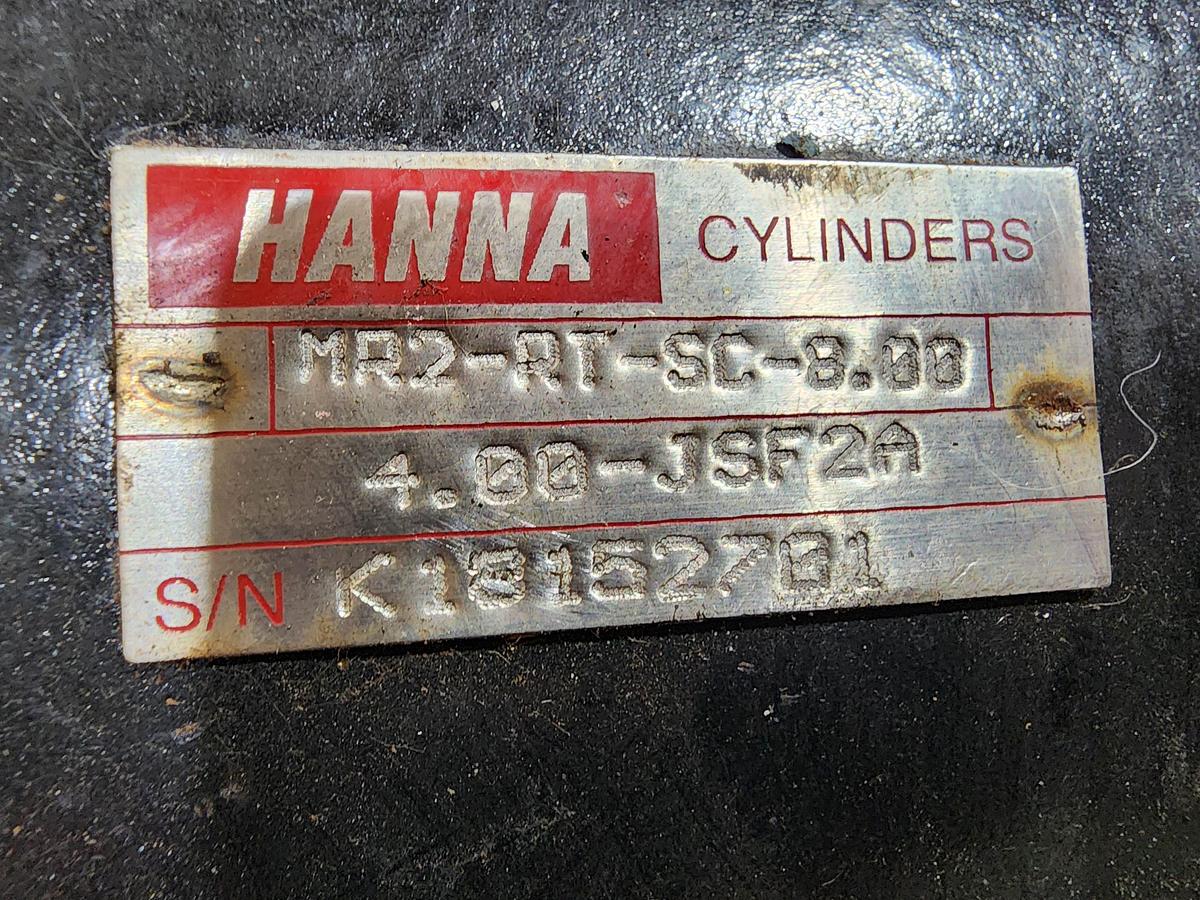 HANNA CYLINDERS
MR2-RT-SC-8.00
4.00-JSF2A
S/N K18152701